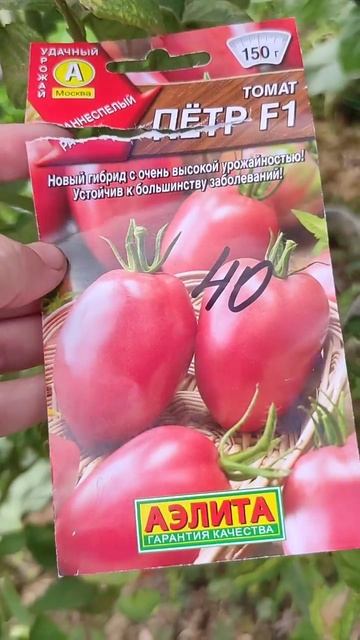 УДАЧНЫЙ
УРОЖАЙ
А
Москва
150 г
РАННЕСПЕЛЫЙ
ТОМАТ
ПЁТР F1
Новый гибрид с очень высокой урожайностью!
Устойчив к большинству заболеваний!
40
АЭЛИТА
ГАРАНТИЯ КАЧЕСТВА